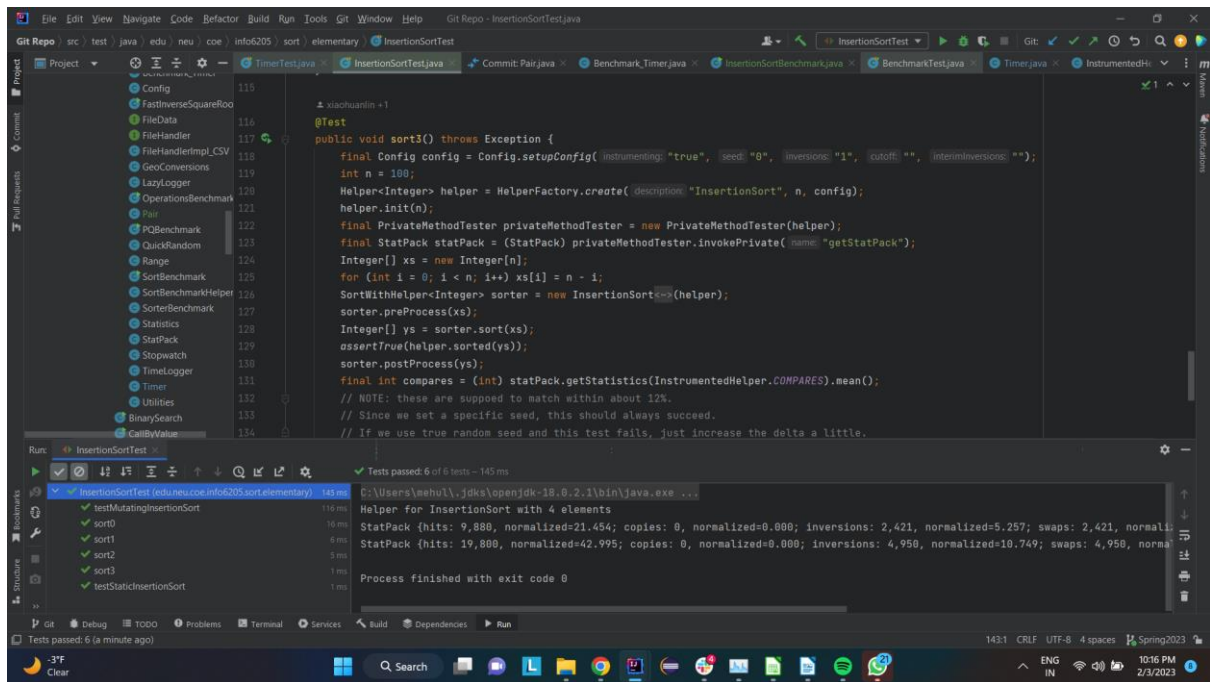 File Edit View Navigate Code Refactor Build Run Tools Git Window Help Git Repo - InsertionSortTest.java
Git Repo src test java edu neu coe info6205 sort elementary InsertionSortTest InsertionSortTest Git:
Project TimerTest.java InsertionSortTest.java Commit: Pair.java Benchmark_Timer.java InsertionSortBenchmark.java BenchmarkTest.java Timer.java InstrumentedHe
Benchmark_Timer
Config
FastInverseSquareRoo
FileData
FileHandler
FileHandlerImpl_CSV
GeoConversions
LazyLogger
OperationsBenchmark
Pair
PQBenchmark
QuickRandom
Range
SortBenchmark
SortBenchmarkHelper
SorterBenchmark
Statistics
StatPack
Stopwatch
TimeLogger
Timer
Utilities
BinarySearch
CallByValue
115
xiaohuanlin +1
116 @Test
117 public void sort3() throws Exception {
118 final Config config = Config.setupConfig( instrumenting: "true", seed: "0", inversions: "1", cutoff: "", interimInversions: "");
119 int n = 100;
120 Helper<Integer> helper = HelperFactory.create( description: "InsertionSort", n, config);
121 helper.init(n);
122 final PrivateMethodTester privateMethodTester = new PrivateMethodTester(helper);
123 final StatPack statPack = (StatPack) privateMethodTester.invokePrivate( name: "getStatPack");
124 Integer[] xs = new Integer[n];
125 for (int i = 0; i < n; i++) xs[i] = n - i;
126 SortWithHelper<Integer> sorter = new InsertionSort<~>(helper);
127 sorter.preProcess(xs);
128 Integer[] ys = sorter.sort(xs);
129 assertTrue(helper.sorted(ys));
130 sorter.postProcess(ys);
131 final int compares = (int) statPack.getStatistics(InstrumentedHelper.COMPARES).mean();
132 // NOTE: these are suppoed to match within about 12%.
133 // Since we set a specific seed, this should always succeed.
134 // If we use true random seed and this test fails, just increase the delta a little.
1
Project
Commit
Pull Requests
Bookmarks
Structure
m
Maven
Notifications
Run: InsertionSortTest
Tests passed: 6 of 6 tests – 145 ms
InsertionSortTest (edu.neu.coe.info6205.sort.elementary) 145 ms
testMutatingInsertionSort 116 ms
sort0 16 ms
sort1 6 ms
sort2 5 ms
sort3 1 ms
testStaticInsertionSort 1 ms
C:\Users\mehul\.jdks\openjdk-18.0.2.1\bin\java.exe ...
Helper for InsertionSort with 4 elements
StatPack {hits: 9,880, normalized=21.454; copies: 0, normalized=0.000; inversions: 2,421, normalized=5.257; swaps: 2,421, normali
StatPack {hits: 19,800, normalized=42.995; copies: 0, normalized=0.000; inversions: 4,950, normalized=10.749; swaps: 4,950, norma
Process finished with exit code 0
Git Debug TODO Problems Terminal Services Build Dependencies Run
Tests passed: 6 (a minute ago) 143:1 CRLF UTF-8 4 spaces Spring2023
-3°F
Clear
Search
ENG
IN
10:16 PM
2/3/2023